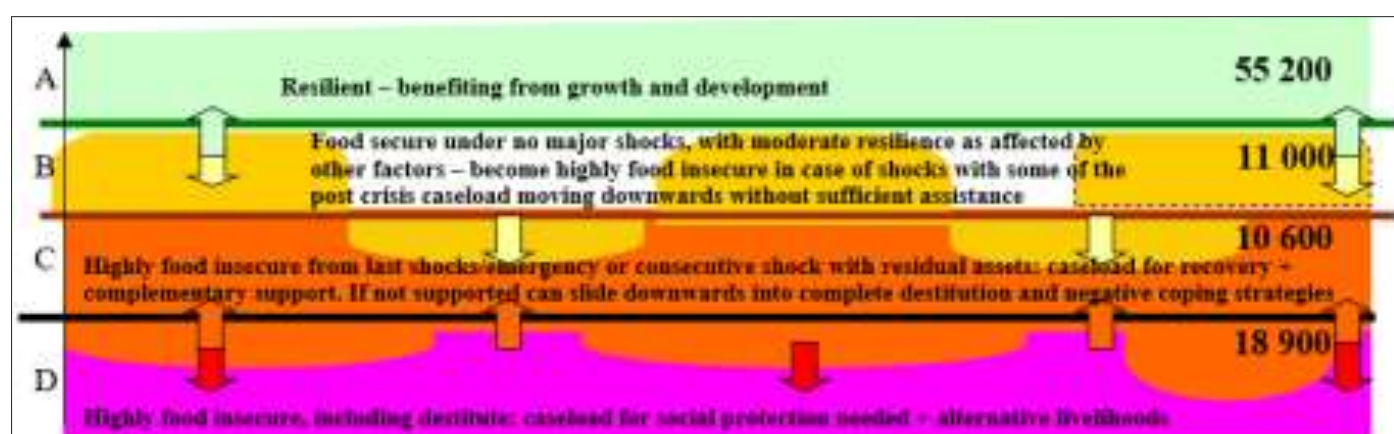 A
55 200
Resilient – benefiting from growth and development
Food secure under no major shocks, with moderate resilience as affected by
B
other factors – become highly food insecure in case of shocks with some of the
11 000
post crisis caseload moving downwards without sufficient assistance
10 600
C
Highly food insecure from last shocks/emergency or consecutive shock with residual assets: caseload for recovery +
complementary support. If not supported can slide downwards into complete destitution and negative coping strategies
18 900
D
Highly food insecure, including destitute: caseload for social protection needed + alternative livelihoods